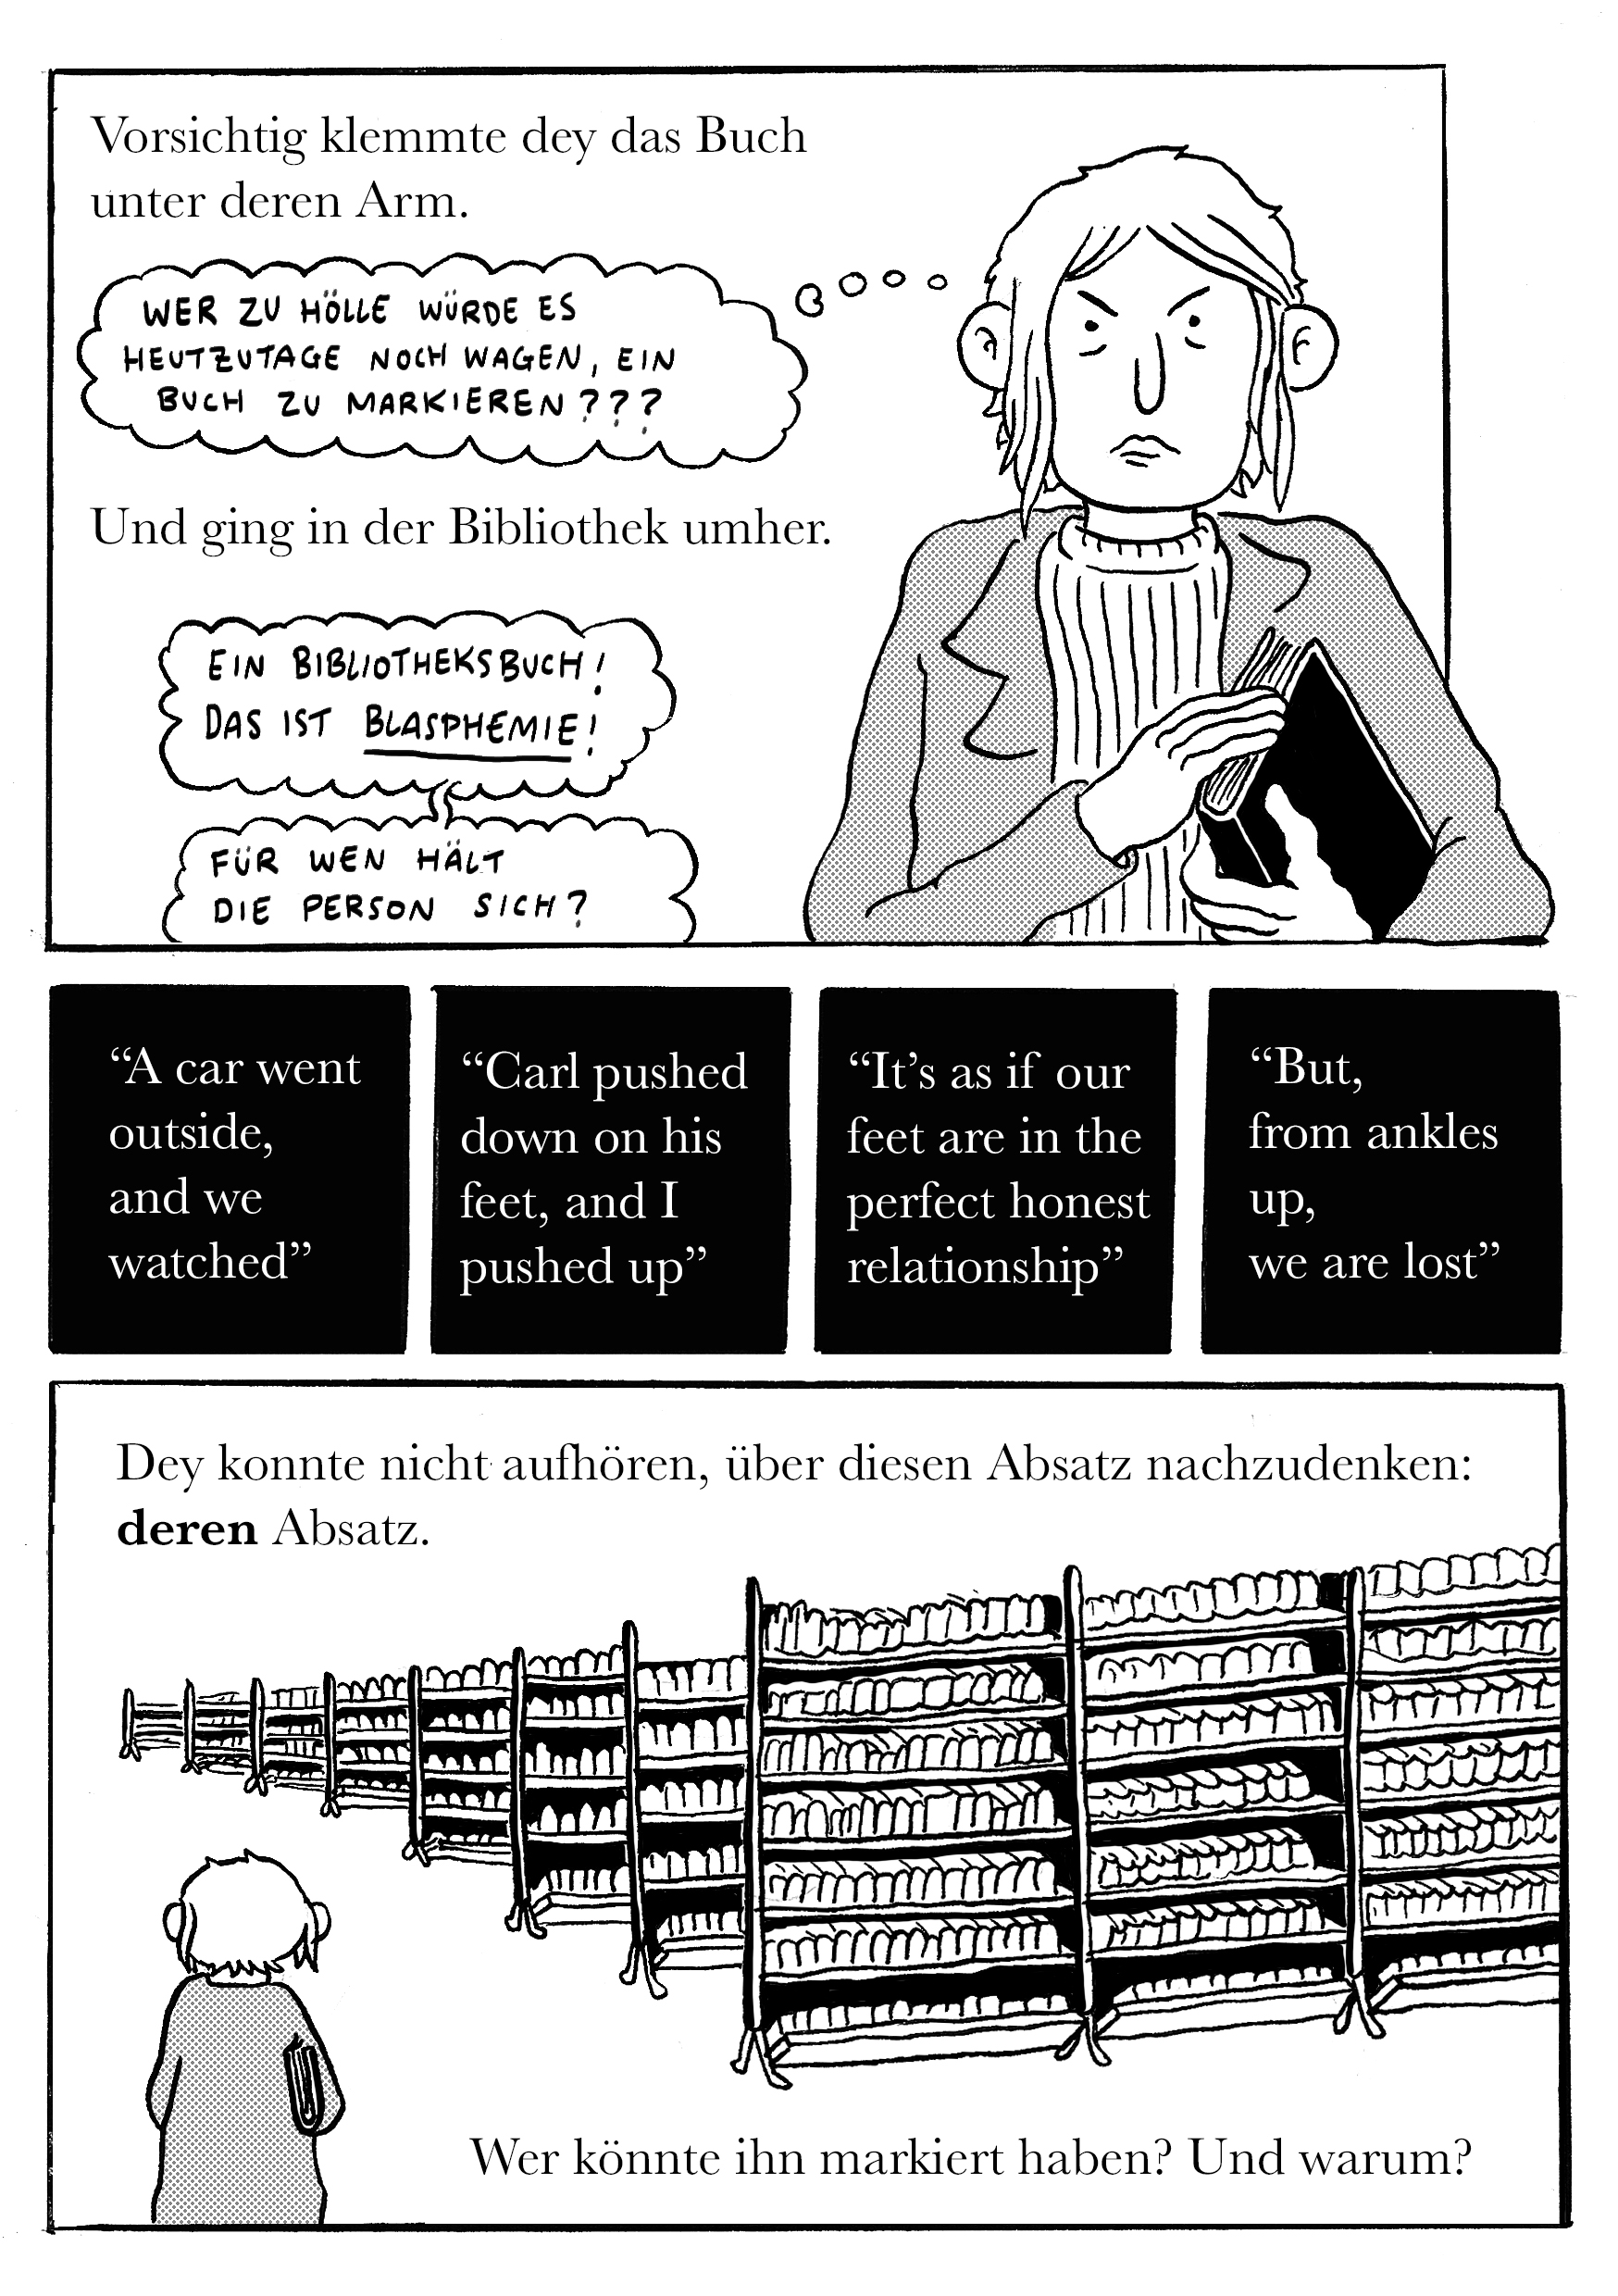 Vorsichtig klemmte dey das Buch
unter deren Arm.
WER ZU HÖLLE WÜRDE ES
HEUTZUTAGE NOCH WAGEN, EIN
BUCH ZU MARKIEREN???
Und ging in der Bibliothek umher.
EIN BIBLIOTHEKSBUCH!
DAS IST BLASPHEMIE!
FÜR WEN HÄLT
DIE PERSON SICH?
“A car went
outside,
and we
watched”
“Carl pushed
down on his
feet, and I
pushed up”
“It’s as if our
feet are in the
perfect honest
relationship”
“But,
from ankles
up,
we are lost”
Dey konnte nicht aufhören, über diesen Absatz nachzudenken:
deren Absatz.
Wer könnte ihn markiert haben? Und warum?